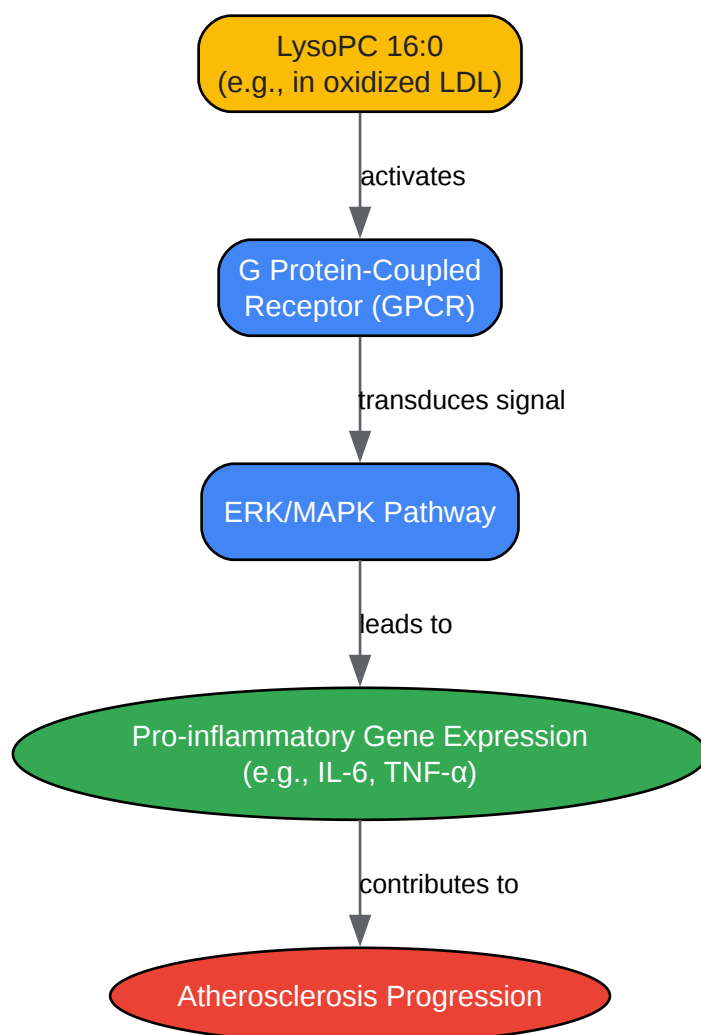 LysoPC 16:0
(e.g., in oxidized LDL)
activates
G Protein-Coupled
Receptor (GPCR)
transduces signal
ERK/MAPK Pathway
leads to
Pro-inflammatory Gene Expression
(e.g., IL-6, TNF-α)
contributes to
Atherosclerosis Progression